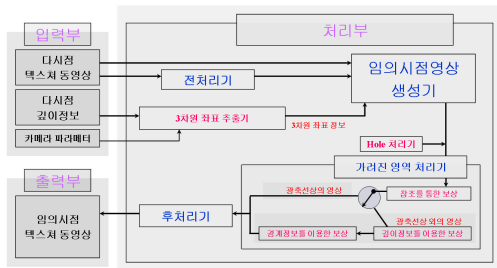 입력부
처리부
다시점
텍스쳐 동영상
전처리기
임의시점영상
생성기
다시점
깊이정보
3차원 좌표 추출기
3차원 좌표 정보
카메라 파라메터
Hole 처리기
가려진 영역 처리기
출력부
광축선상의 영상
참조를 통한 보상
임의시점
텍스쳐 동영상
후처리기
광축선상 외의 영상
경계정보를 이용한 보상
깊이정보를 이용한 보상